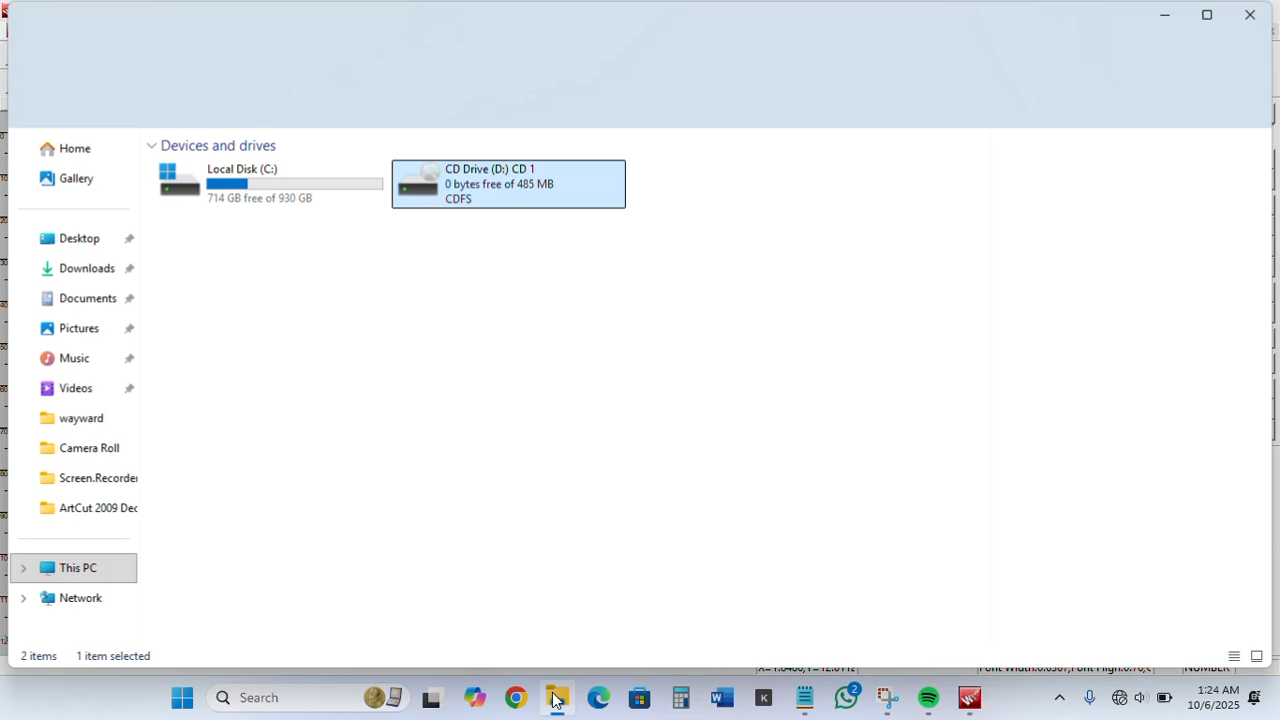 Devices and drives
Local Disk (C:)
714 GB free of 930 GB
CD Drive (D:) CD 1
0 bytes free of 485 MB
CDFS
Home
Gallery
Desktop
Downloads
Documents
Pictures
Music
Videos
wayward
Camera Roll
Screen.Recorder
ArtCut 2009 Dec
This PC
Network
2 items 1 item selected
NUMBER
Search
K
2
1:24 AM
10/6/2025